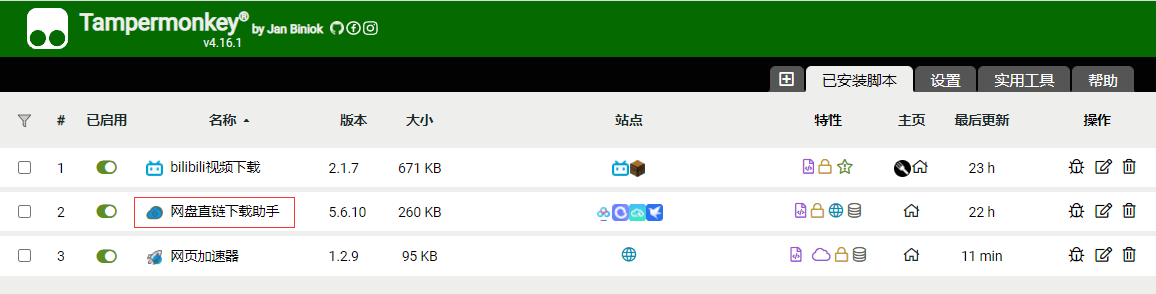 Tampermonkey® by Jan Biniok
v4.16.1
已安装脚本 设置 实用工具 帮助
# 已启用 名称 版本 大小 站点 特性 主页 最后更新 操作
1 bilibili视频下载 2.1.7 671 KB 23 h
2 网盘直链下载助手 5.6.10 260 KB 22 h
3 网页加速器 1.2.9 95 KB 11 min